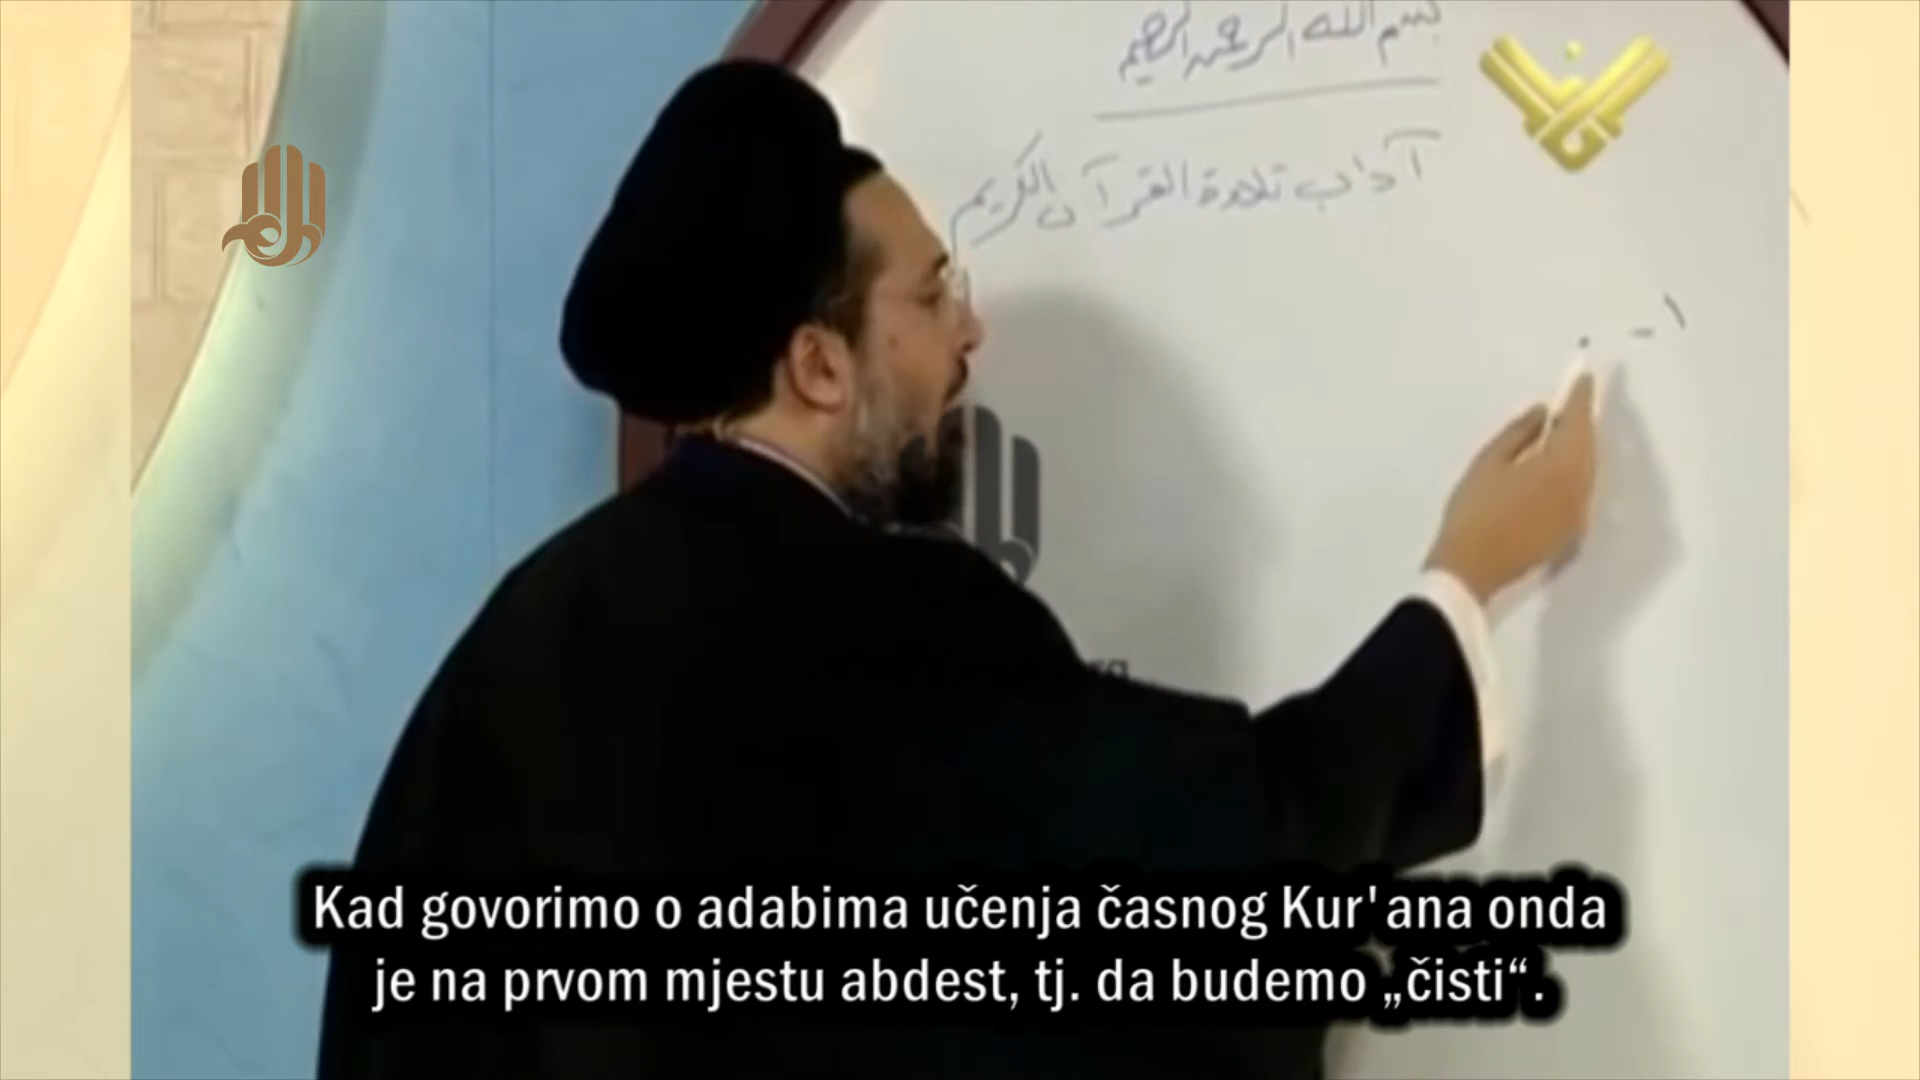 بسم الله الرحمن الرحيم
آداب تلاوة القرآن الكريم
١-
Kad govorimo o adabima učenja časnog Kur'ana onda
je na prvom mjestu abdest, tj. da budemo „čisti“.